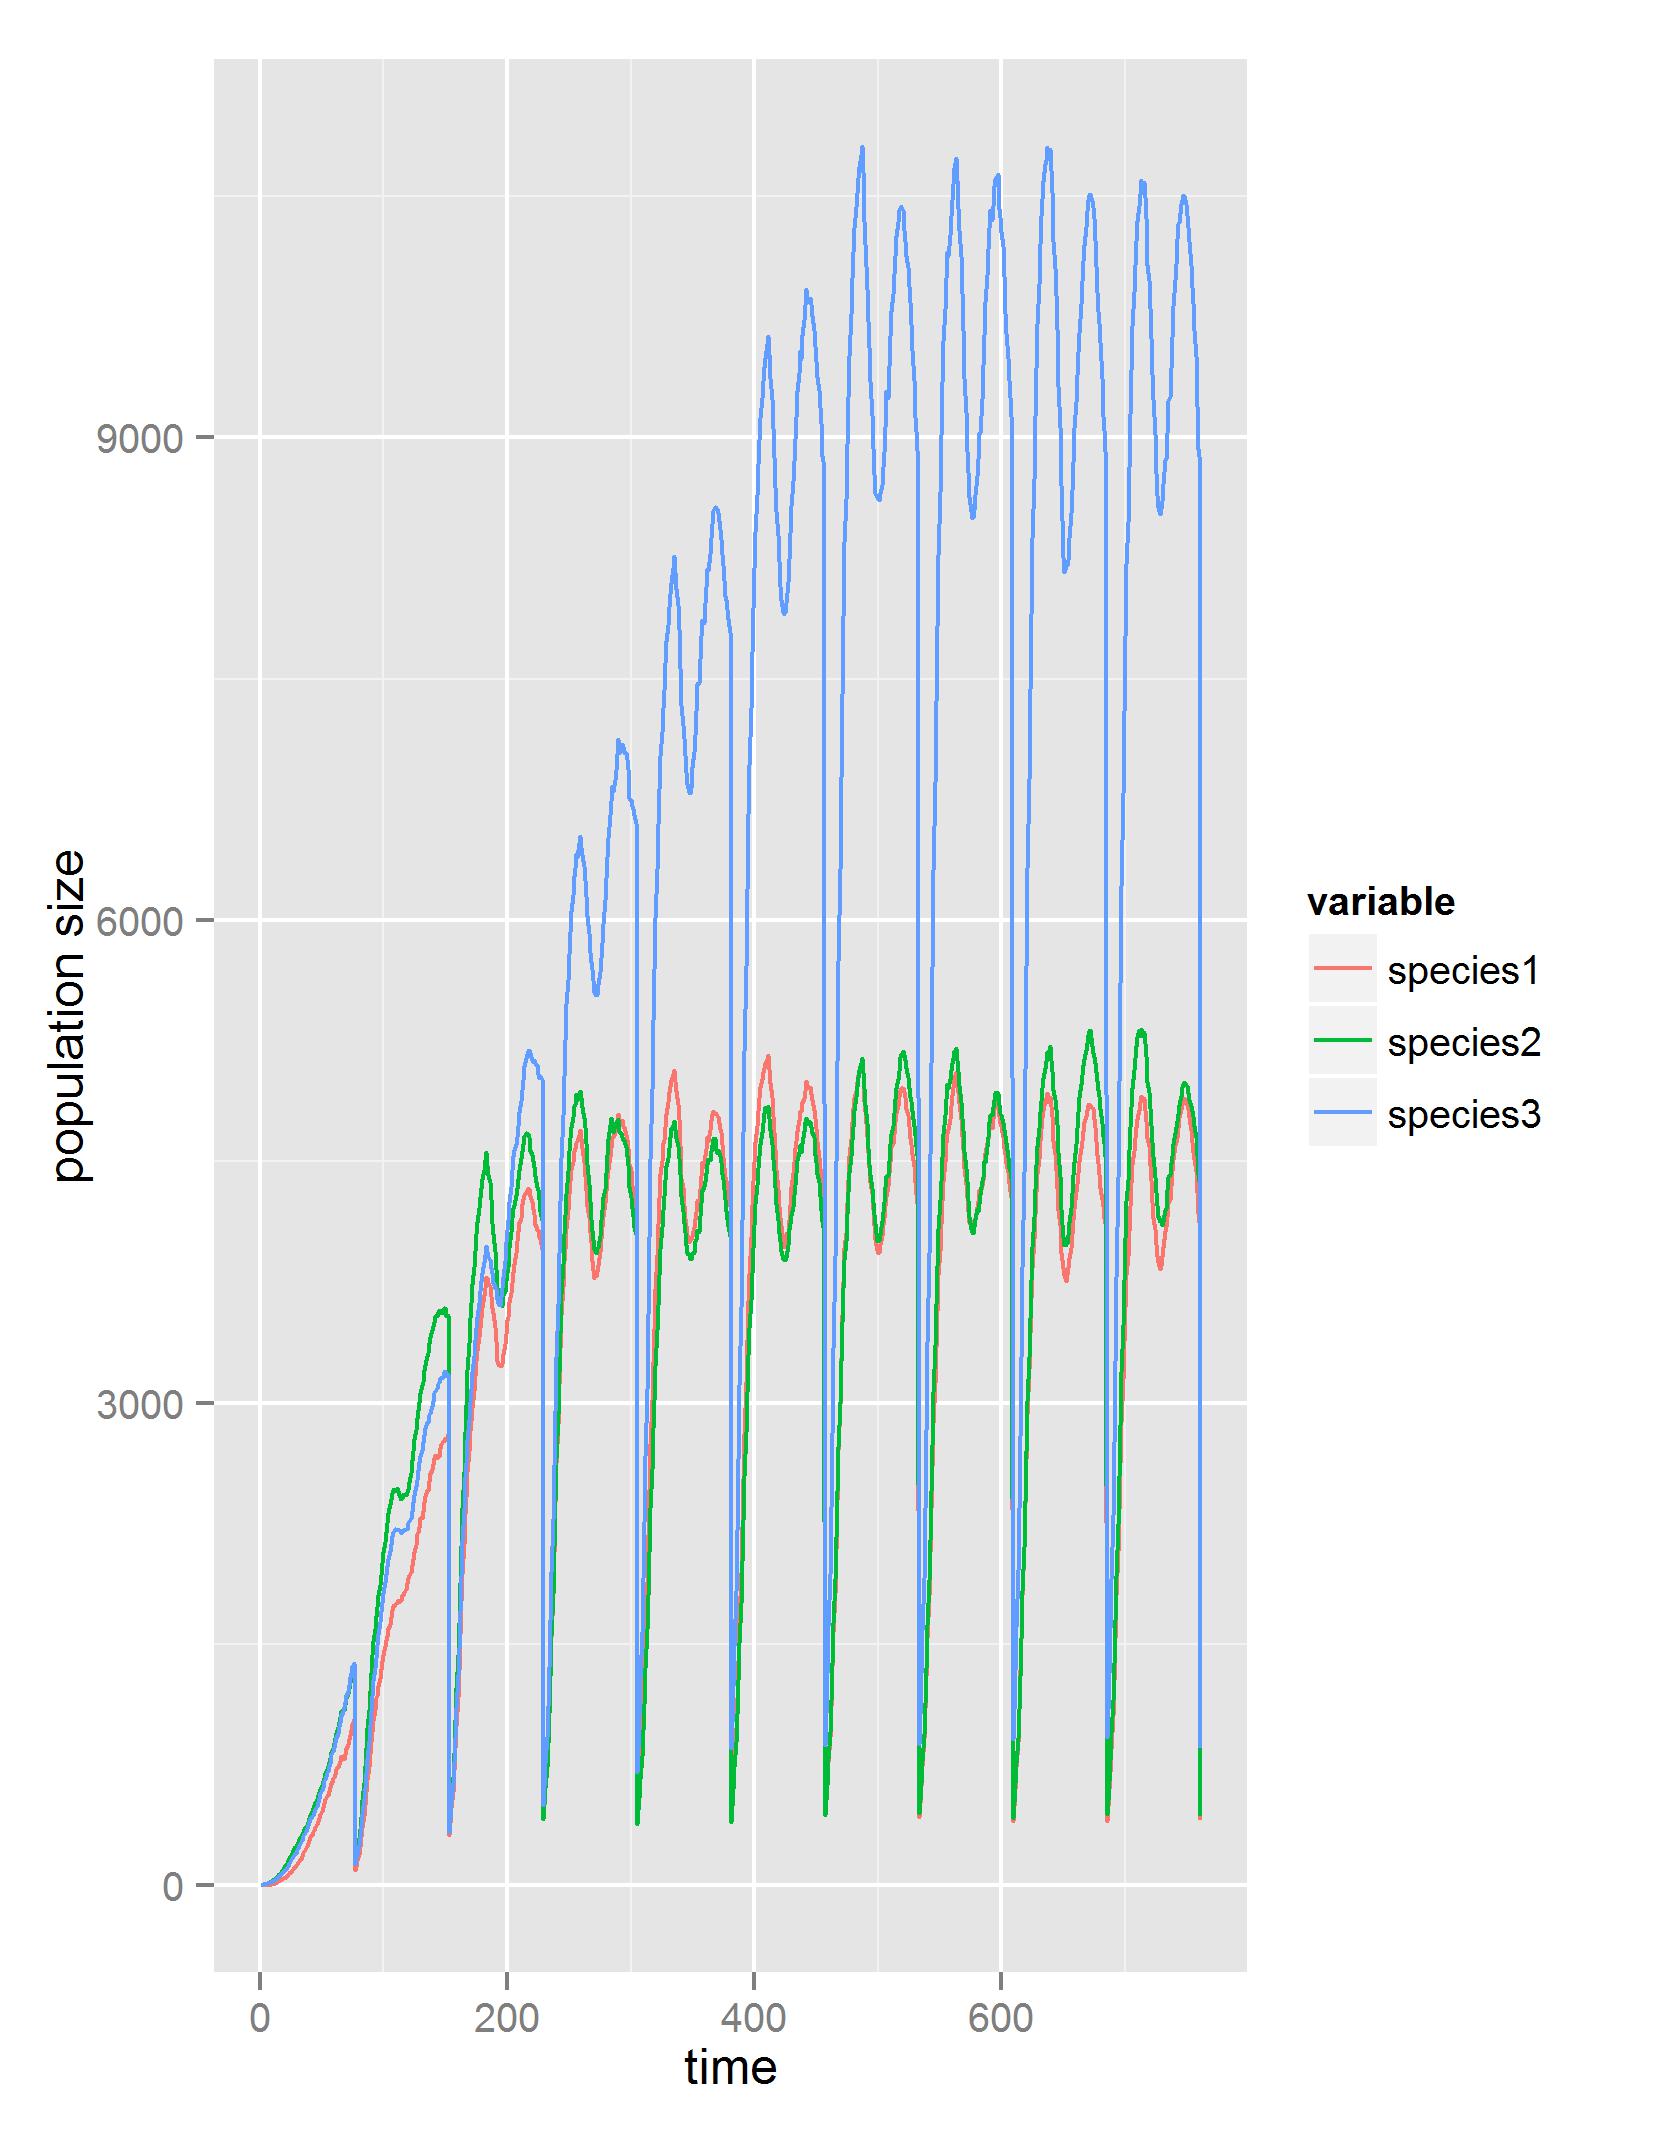 population size
9000
6000
3000
0
0
200
400
600
time
variable
species1
species2
species3